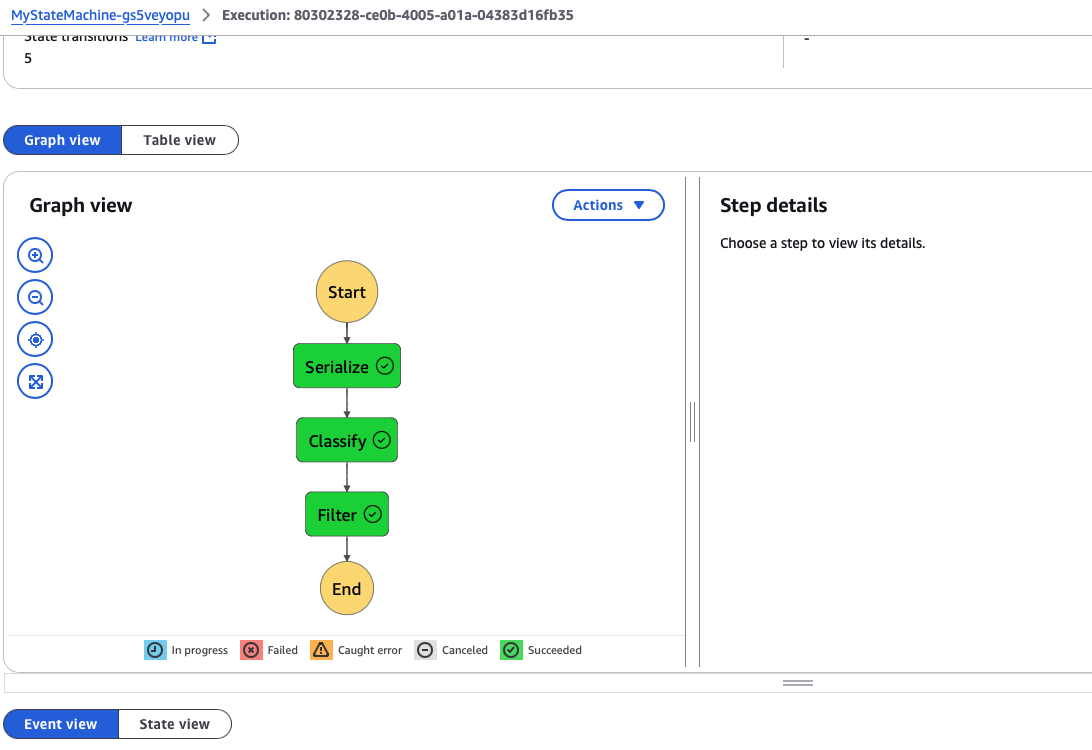 MyStateMachine-gs5veyopu > Execution: 80302328-ce0b-4005-a01a-04383d16fb35
State transitions Learn more
-
5
Graph view Table view
Graph view
Actions
Step details
Choose a step to view its details.
Start
Serialize
Classify
Filter
End
In progress Failed Caught error Canceled Succeeded
Event view State view